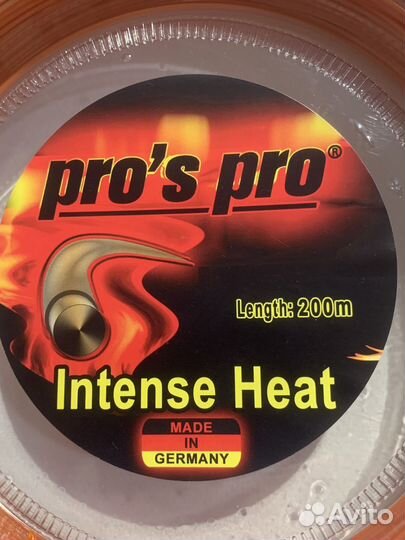 pro's pro®
Length: 200m
Intense Heat
MADE
IN
GERMANY
Avito